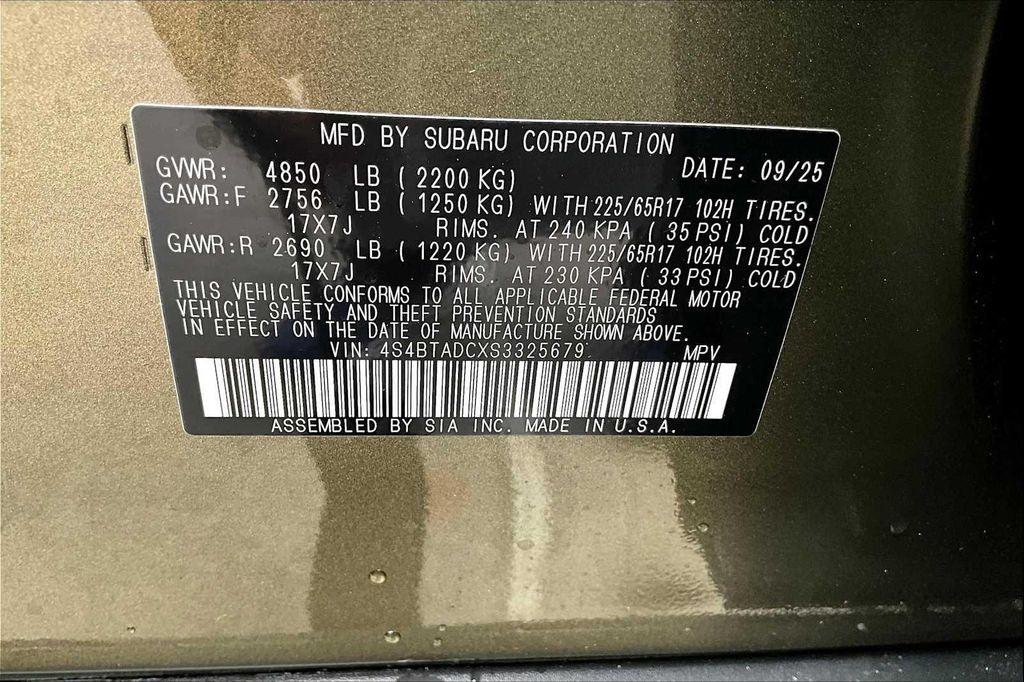 MFD BY SUBARU CORPORATION
GVWR: 4850 LB ( 2200 KG) DATE: 09/25
GAWR:F 2756 LB ( 1250 KG) WITH 225/65R17 102H TIRES.
17X7J RIMS. AT 240 KPA ( 35 PSI) COLD
GAWR:R 2690 LB ( 1220 KG) WITH 225/65R17 102H TIRES.
17X7J RIMS. AT 230 KPA ( 33 PSI) COLD
THIS VEHICLE CONFORMS TO ALL APPLICABLE FEDERAL MOTOR
VEHICLE SAFETY AND THEFT PREVENTION STANDARDS
IN EFFECT ON THE DATE OF MANUFACTURE SHOWN ABOVE.
VIN: 4S4BTADCXS3325679 MPV
ASSEMBLED BY SIA INC. MADE IN U.S.A.